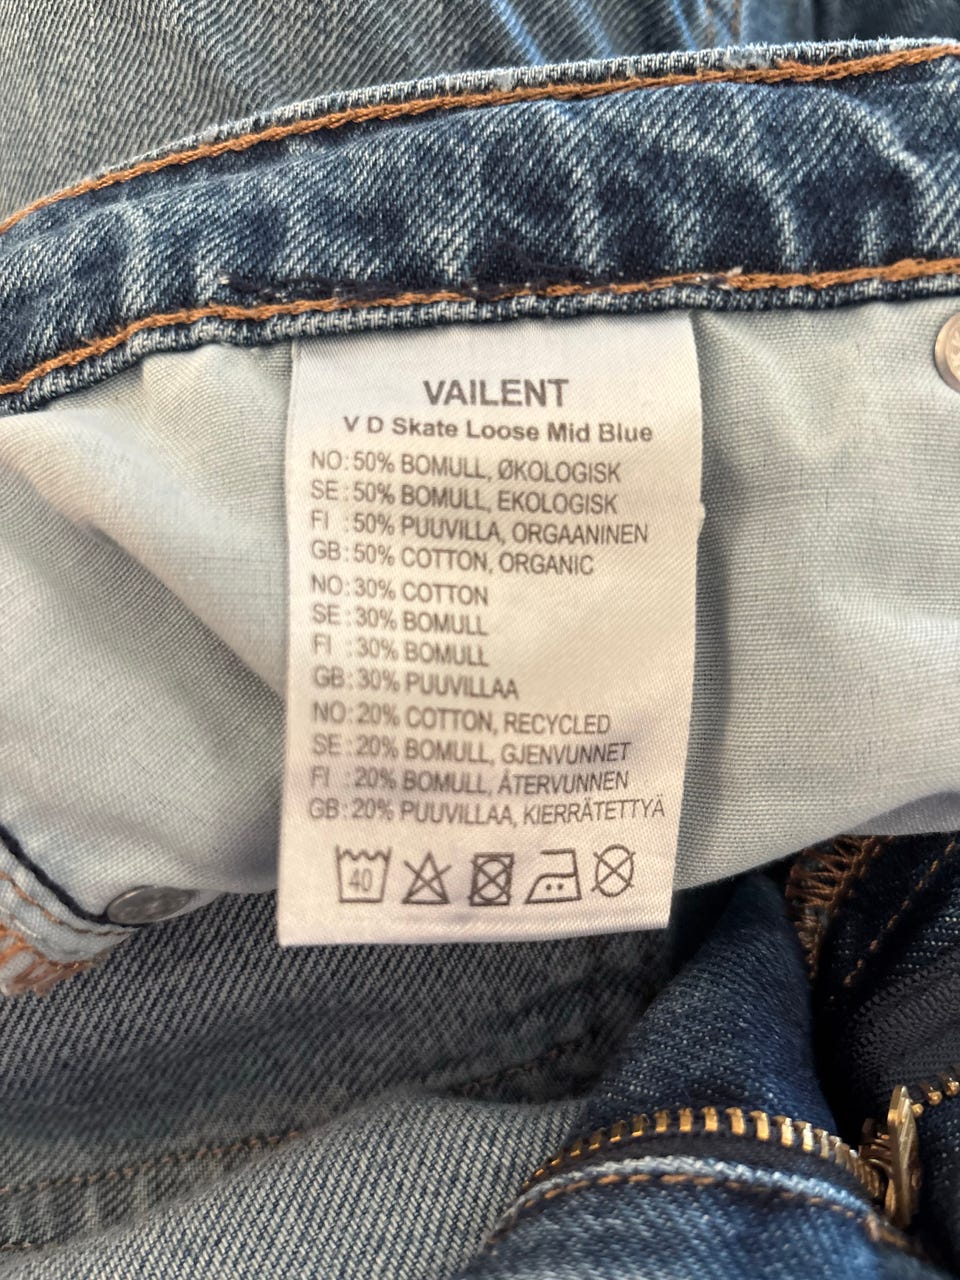 VAILENT
V D Skate Loose Mid Blue
NO: 50% BOMULL, ØKOLOGISK
SE : 50% BOMULL, EKOLOGISK
FI : 50% PUUVILLA, ORGAANINEN
GB: 50% COTTON, ORGANIC
NO: 30% COTTON
SE : 30% BOMULL
FI : 30% BOMULL
GB: 30% PUUVILLAA
NO: 20% COTTON, RECYCLED
SE : 20% BOMULL, GJENVUNNET
FI : 20% BOMULL, ÅTERVUNNEN
GB: 20% PUUVILLAA, KIERRÄTETTYÄ
40